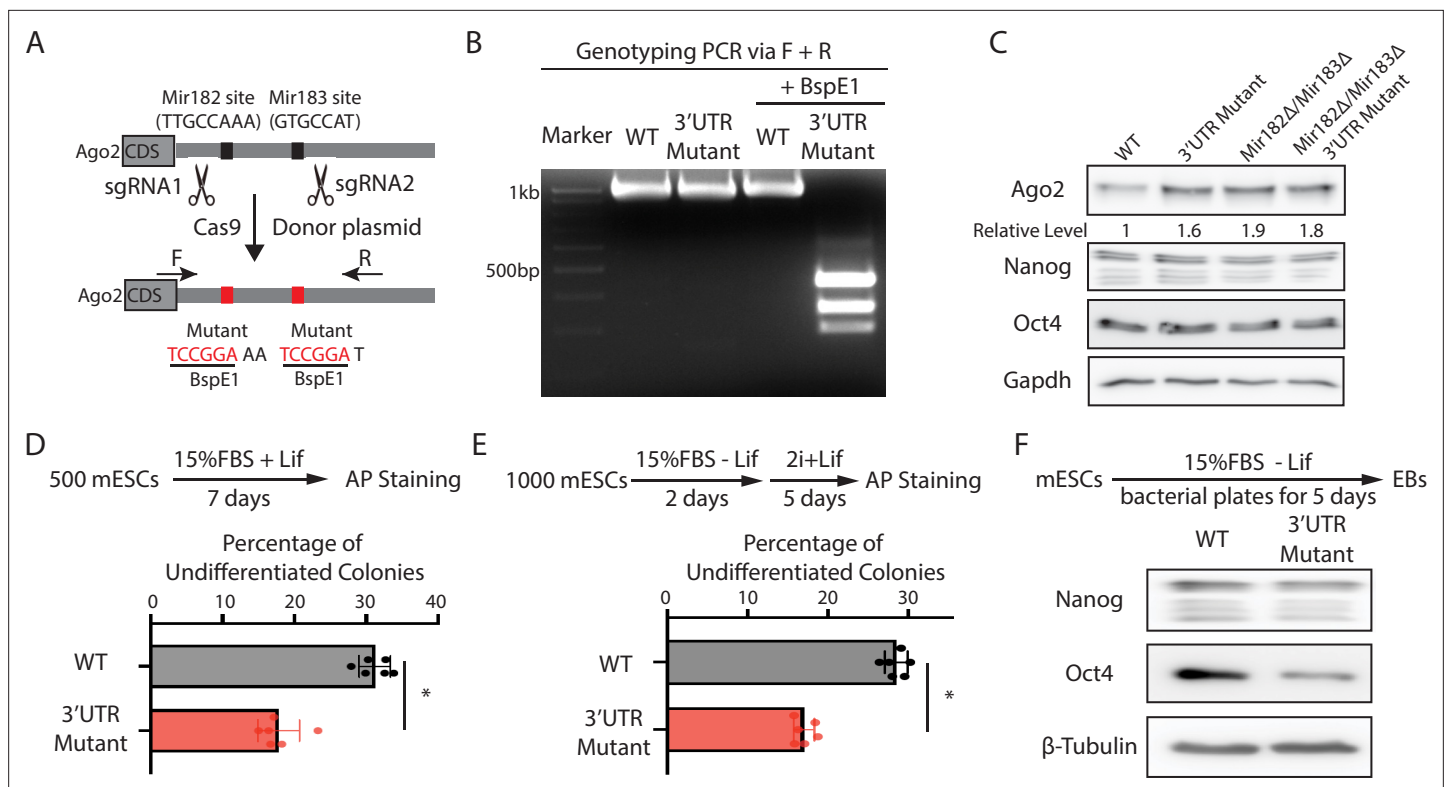 A
Mir182 site Mir183 site
(TTGCCAAA) (GTGCCAT)
Ago2 CDS
sgRNA1 sgRNA2
Cas9 Donor plasmid
F R
Ago2 CDS
Mutant Mutant
TCCGGA AA TCCGGA T
BspE1 BspE1
B
Genotyping PCR via F + R
+ BspE1
Marker WT 3'UTR Mutant WT 3'UTR Mutant
1kb
500bp
C
WT 3'UTR Mutant Mir182Δ/Mir183Δ Mir182Δ/Mir183Δ 3'UTR Mutant
Ago2
Relative Level 1 1.6 1.9 1.8
Nanog
Oct4
Gapdh
D
15%FBS + Lif
500 mESCs AP Staining
7 days
Percentage of
Undifferentiated Colonies
0 10 20 30 40
WT
*
3'UTR
Mutant
E
15%FBS - Lif 2i+Lif
1000 mESCs AP Staining
2 days 5 days
Percentage of
Undifferentiated Colonies
0 10 20 30
WT
*
3'UTR
Mutant
F
15%FBS - Lif
mESCs EBs
bacterial plates for 5 days
WT 3'UTR
Mutant
Nanog
Oct4
β-Tubulin